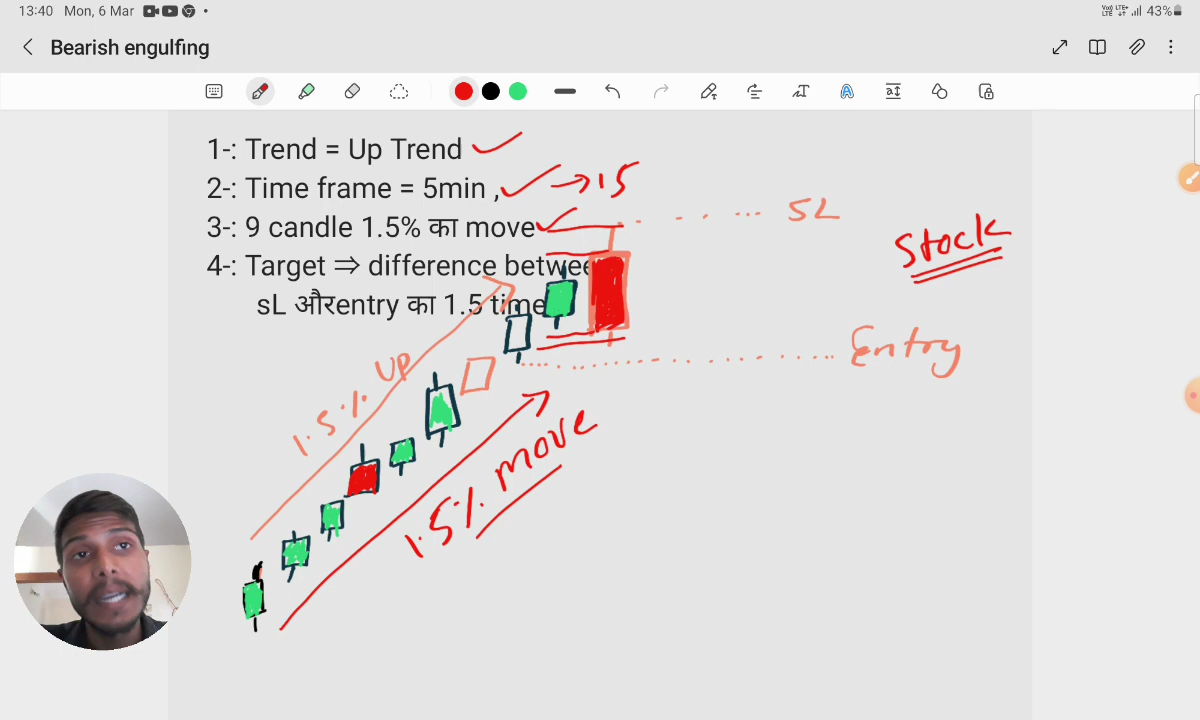 13:40 Mon, 6 Mar
43%
Bearish engulfing
1-: Trend = Up Trend
2-: Time frame = 5min , → 15
3-: 9 candle 1.5% का move
4-: Target ⇒ difference betwee
sL औरentry का 1.5 time
SL
Stock
Entry
1.5% UP
1.5% move